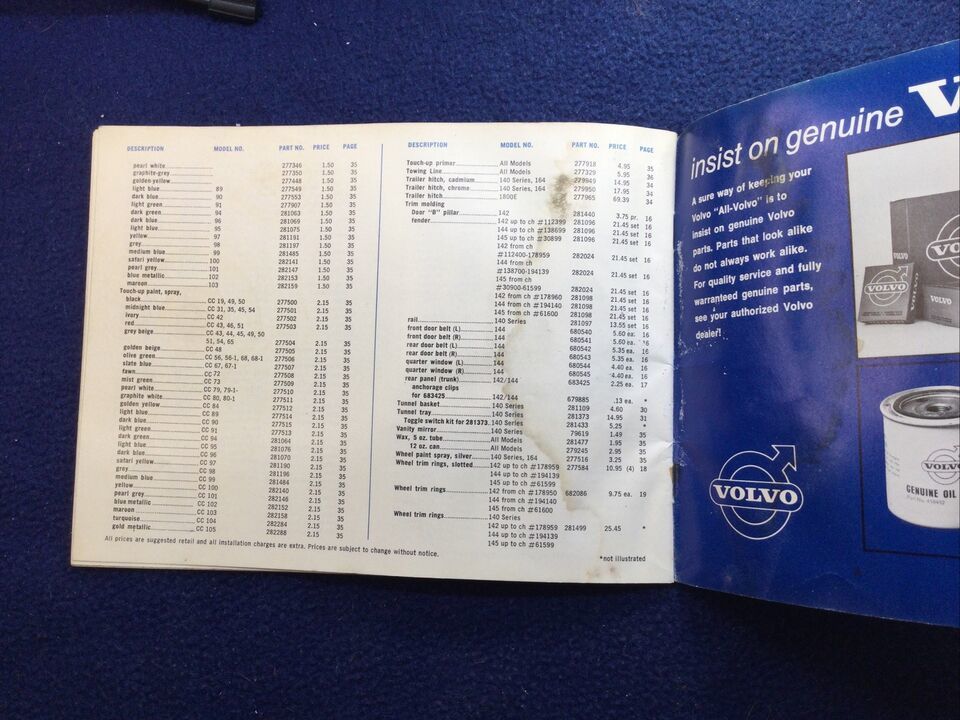 DESCRIPTION MODEL NO. PART NO. PRICE PAGE
pearl white 277346 1.50 35
graphite-grey 277350 1.50 35
golden-yellow 277448 1.50 35
light blue 89 277549 1.50 35
dark blue 90 277553 1.50 35
light green 91 277907 1.50 35
dark green 94 281063 1.50 35
dark blue 96 281069 1.50 35
light blue 95 281075 1.50 35
yellow 97 281191 1.50 35
grey 98 281197 1.50 35
medium blue 99 281485 1.50 35
safari yellow 100 282141 1.50 35
pearl grey 101 282147 1.50 35
blue metallic 102 282153 1.50 35
maroon 103 282159 1.50 35
Touch-up paint, spray,
black CC 19, 49, 50 277500 2.15 35
midnight blue CC 31, 35, 45, 54 277501 2.15 35
ivory CC 42 277502 2.15 35
red CC 43, 46, 51 277503 2.15 35
grey beige CC 43, 44, 45, 49, 50
51, 54, 65 277504 2.15 35
golden beige CC 48 277505 2.15 35
olive green CC 56, 56-1, 68, 68-1 277506 2.15 35
slate blue CC 67, 67-1 277507 2.15 35
fawn CC 72 277508 2.15 35
mist green CC 73 277509 2.15 35
pearl white CC 79, 79-1- 277510 2.15 35
graphite white CC 80, 80-1 277511 2.15 35
golden yellow CC 84 277512 2.15 35
light blue CC 89 277514 2.15 35
dark blue CC 90 277515 2.15 35
light green CC 91 277513 2.15 35
dark green CC 94 281064 2.15 35
light blue CC 95 281076 2.15 35
dark blue CC 96 281070 2.15 35
safari yellow CC 97 281190 2.15 35
grey CC 98 281196 2.15 35
medium blue CC 99 281484 2.15 35
yellow CC 100 282140 2.15 35
pearl grey CC 101 282146 2.15 35
blue metallic CC 102 282152 2.15 35
maroon CC 103 282158 2.15 35
turquoise CC 104 282284 2.15 35
gold metallic CC 105 282288 2.15 35
All prices are suggested retail and all installation charges are extra. Prices are subject to change without notice.
DESCRIPTION MODEL NO. PART NO. PRICE PAGE
Touch-up primer All Models 277918 4.95 35
Towing Line All Models 277329 5.95 36
Trailer hitch, cadmium 140 Series, 164 279949 14.95 34
Trailer hitch, chrome 140 Series, 164 279950 17.95 34
Trailer hitch 1800E 277965 69.39 34
Trim molding
Door "B" pillar 142 281440 3.75 pr. 16
fender 142 up to ch #112399 281096 21.45 set 16
144 up to ch #138699 281096 21.45 set 16
145 up to ch #30899 281096 21.45 set 16
142 from ch
#112400-178959 282024 21.45 set 16
144 from ch
#138700-194139 282024 21.45 set 16
145 from ch
#30900-61599 282024 21.45 set 16
142 from ch #178960 281098 21.45 set 16
144 from ch #194140 281098 21.45 set 16
145 from ch #61600 281098 21.45 set 16
rail 140 Series 281097 13.55 set 16
front door belt (L) 144 680540 5.60 ea. 16
front door belt (R) 144 680541 5.60 ea.
rear door belt (L) 144 680542 5.35 ea. 16
rear door belt (R) 144 680543 5.35 ea. 16
quarter window (L) 144 680544 4.40 ea. 16
quarter window (R) 144 680545 4.40 ea. 16
rear panel (trunk) 142/144 683425 2.25 ea. 17
anchorage clips
for 683425 142/144 679885 .13 ea. *
Tunnel basket 140 Series 281109 4.60 30
Tunnel tray 140 Series 281373 14.95 31
Toggle switch kit for 281373 140 Series 281433 5.25 *
Vanity mirror 140 Series 79619 1.49 35
Wax, 5 oz. tube All Models 281477 1.95 35
12 oz. can All Models 279245 2.95 35
Wheel paint spray, silver 140 Series, 164 277516 3.25 35
Wheel trim rings, slotted 142 up to ch #178959 277584 10.95 (4) 18
144 up to ch #194139
145 up to ch #61599
Wheel trim rings 142 from ch #178950 682086 9.75 ea. 19
144 from ch #194140
145 from ch #61600
Wheel trim rings 140 Series
142 up to ch #178959 281499 25.45 *
144 up to ch #194139
145 up to ch #61599
*not illustrated
insist on genuine V
A sure way of keeping your
Volvo "All-Volvo" is to
insist on genuine Volvo
parts. Parts that look alike
do not always work alike.
For quality service and fully
warranted genuine parts,
see your authorized Volvo
dealer!
VOLVO
VOLVO
VOLVO
VOLVO
GENUINE OIL